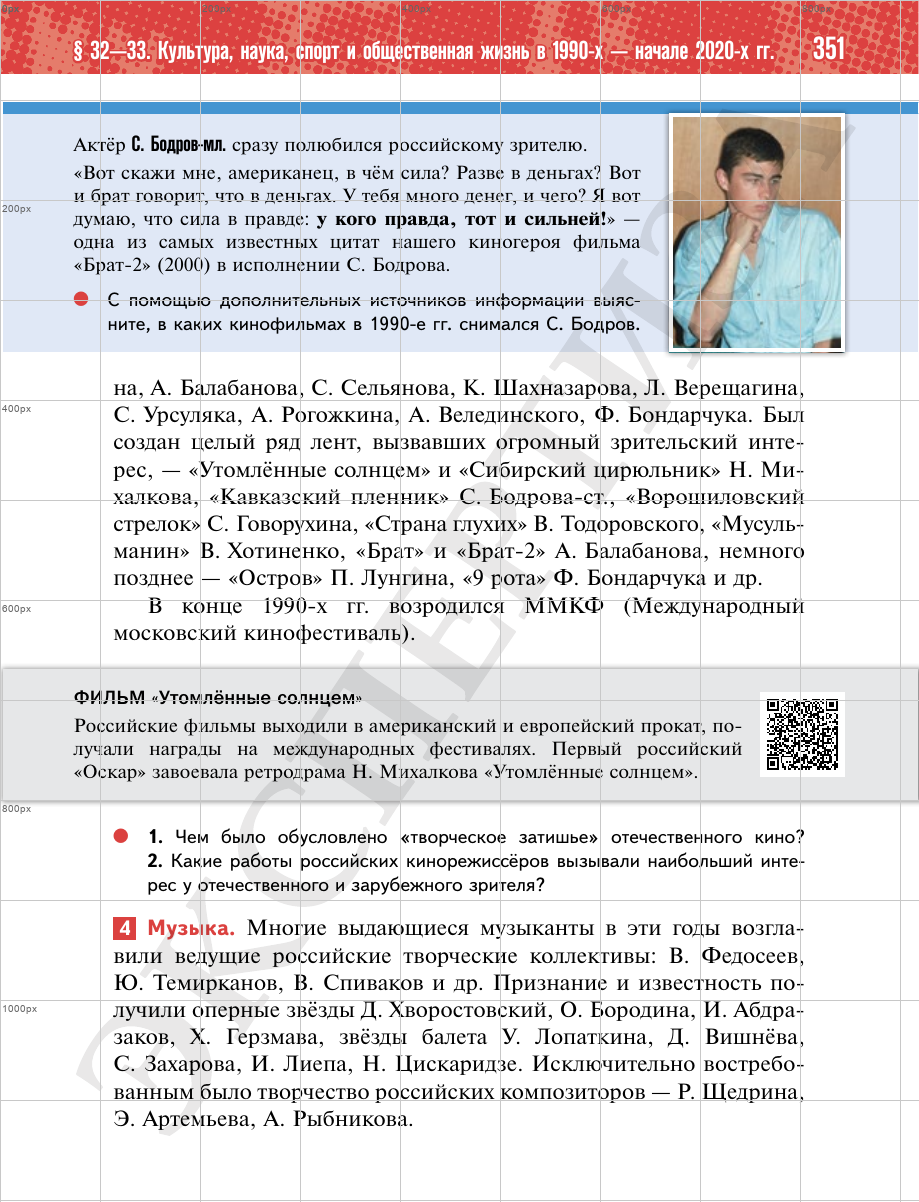 § 32—33. Культура, наука, спорт и общественная жизнь в 1990-х — начале 2020-х гг. 351
Актёр С. Бодров-мл. сразу полюбился российскому зрителю.
«Вот скажи мне, американец, в чём сила? Разве в деньгах? Вот
и брат говорит, что в деньгах. У тебя много денег, и чего? Я вот
думаю, что сила в правде: у кого правда, тот и сильней!» —
одна из самых известных цитат нашего киногероя фильма
«Брат-2» (2000) в исполнении С. Бодрова.
С помощью дополнительных источников информации выяс-
ните, в каких кинофильмах в 1990-е гг. снимался С. Бодров.
на, А. Балабанова, С. Сельянова, К. Шахназарова, Л. Верещагина,
С. Урсуляка, А. Рогожкина, А. Велединского, Ф. Бондарчука. Был
создан целый ряд лент, вызвавших огромный зрительский инте-
рес, — «Утомлённые солнцем» и «Сибирский цирюльник» Н. Ми-
халкова, «Кавказский пленник» С. Бодрова-ст., «Ворошиловский
стрелок» С. Говорухина, «Страна глухих» В. Тодоровского, «Мусуль-
манин» В. Хотиненко, «Брат» и «Брат-2» А. Балабанова, немного
позднее — «Остров» П. Лунгина, «9 рота» Ф. Бондарчука и др.
В конце 1990-х гг. возродился ММКФ (Международный
московский кинофестиваль).
ФИЛЬМ «Утомлённые солнцем»
Российские фильмы выходили в американский и европейский прокат, по-
лучали награды на международных фестивалях. Первый российский
«Оскар» завоевала ретродрама Н. Михалкова «Утомлённые солнцем».
1. Чем было обусловлено «творческое затишье» отечественного кино?
2. Какие работы российских кинорежиссёров вызывали наибольший инте-
рес у отечественного и зарубежного зрителя?
4 Музыка. Многие выдающиеся музыканты в эти годы возгла-
вили ведущие российские творческие коллективы: В. Федосеев,
Ю. Темирканов, В. Спиваков и др. Признание и известность по-
лучили оперные звёзды Д. Хворостовский, О. Бородина, И. Абдра-
заков, Х. Герзмава, звёзды балета У. Лопаткина, Д. Вишнёва,
С. Захарова, И. Лиепа, Н. Цискаридзе. Исключительно востребо-
ванным было творчество российских композиторов — Р. Щедрина,
Э. Артемьева, А. Рыбникова.
200px
400px
600px
800px
1000px
ЭКСПЕРТИЗА